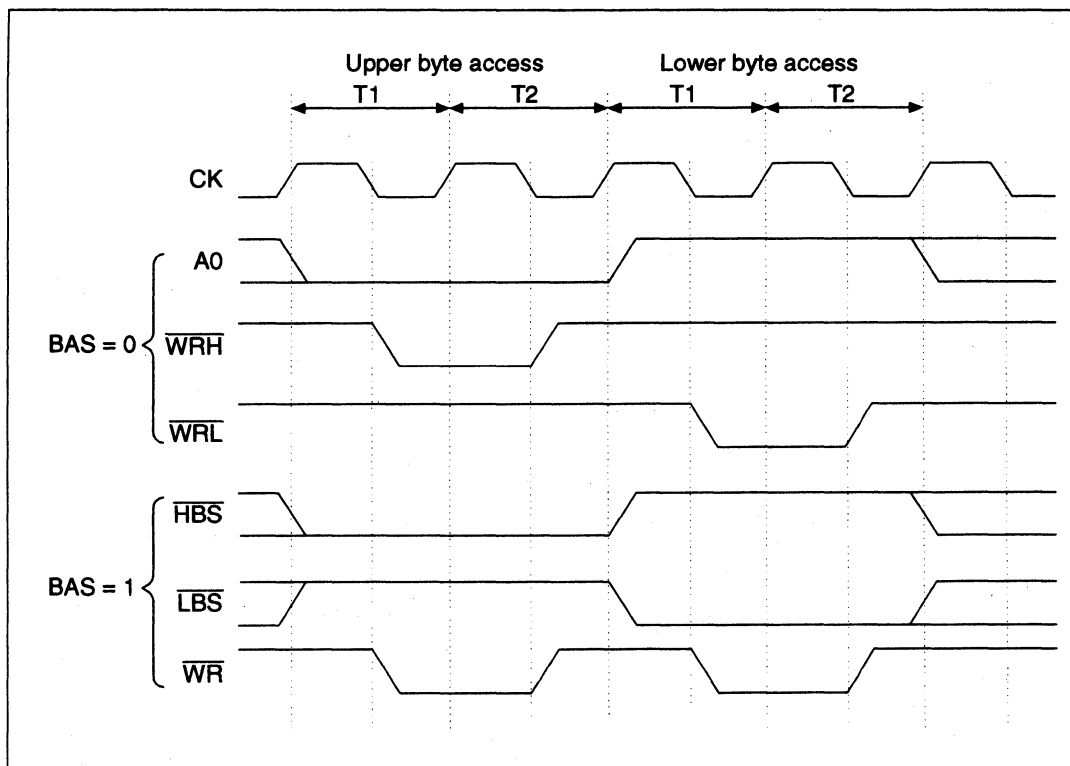 Upper byte access Lower byte access
T1 T2 T1 T2
CK
A0
BAS = 0 WRH
WRL
HBS
BAS = 1 LBS
WR